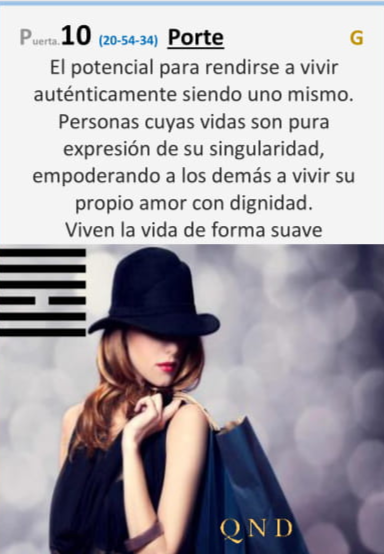 Puerta.10 (20-54-34) Porte G
El potencial para rendirse a vivir
auténticamente siendo uno mismo.
Personas cuyas vidas son pura
expresión de su singularidad,
empoderando a los demás a vivir su
propio amor con dignidad.
Viven la vida de forma suave
QND